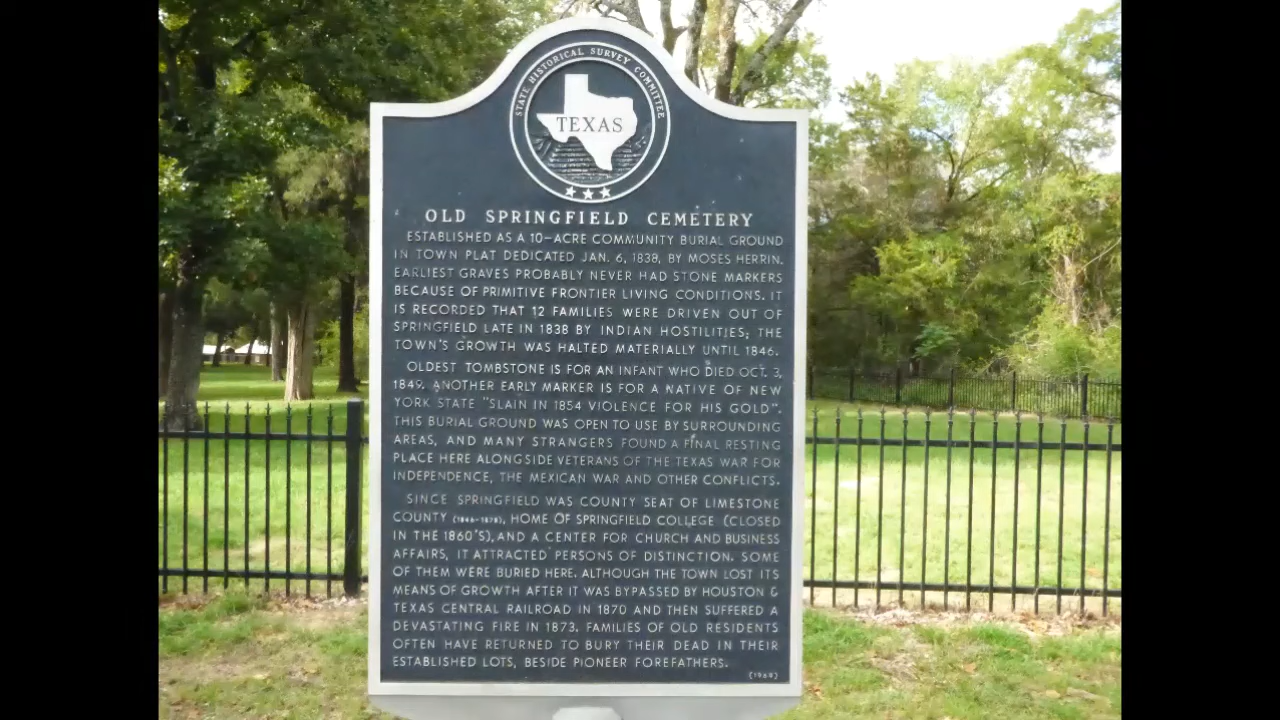 STATE HISTORICAL SURVEY COMMITTEE
TEXAS
OLD SPRINGFIELD CEMETERY
ESTABLISHED AS A 10-ACRE COMMUNITY BURIAL GROUND
IN TOWN PLAT DEDICATED JAN. 6, 1838, BY MOSES HERRIN.
EARLIEST GRAVES PROBABLY NEVER HAD STONE MARKERS
BECAUSE OF PRIMITIVE FRONTIER LIVING CONDITIONS. IT
IS RECORDED THAT 12 FAMILIES WERE DRIVEN OUT OF
SPRINGFIELD LATE IN 1838 BY INDIAN HOSTILITIES; THE
TOWN'S GROWTH WAS HALTED MATERIALLY UNTIL 1846.
OLDEST TOMBSTONE IS FOR AN INFANT WHO DIED OCT. 3,
1849. ANOTHER EARLY MARKER IS FOR A NATIVE OF NEW
YORK STATE "SLAIN IN 1854 VIOLENCE FOR HIS GOLD".
THIS BURIAL GROUND WAS OPEN TO USE BY SURROUNDING
AREAS, AND MANY STRANGERS FOUND A FINAL RESTING
PLACE HERE ALONGSIDE VETERANS OF THE TEXAS WAR FOR
INDEPENDENCE, THE MEXICAN WAR AND OTHER CONFLICTS.
SINCE SPRINGFIELD WAS COUNTY SEAT OF LIMESTONE
COUNTY (1846-1873), HOME OF SPRINGFIELD COLLEGE (CLOSED
IN THE 1860'S), AND A CENTER FOR CHURCH AND BUSINESS
AFFAIRS, IT ATTRACTED PERSONS OF DISTINCTION. SOME
OF THEM WERE BURIED HERE. ALTHOUGH THE TOWN LOST ITS
MEANS OF GROWTH AFTER IT WAS BYPASSED BY HOUSTON &
TEXAS CENTRAL RAILROAD IN 1870 AND THEN SUFFERED A
DEVASTATING FIRE IN 1873. FAMILIES OF OLD RESIDENTS
OFTEN HAVE RETURNED TO BURY THEIR DEAD IN THEIR
ESTABLISHED LOTS, BESIDE PIONEER FOREFATHERS.